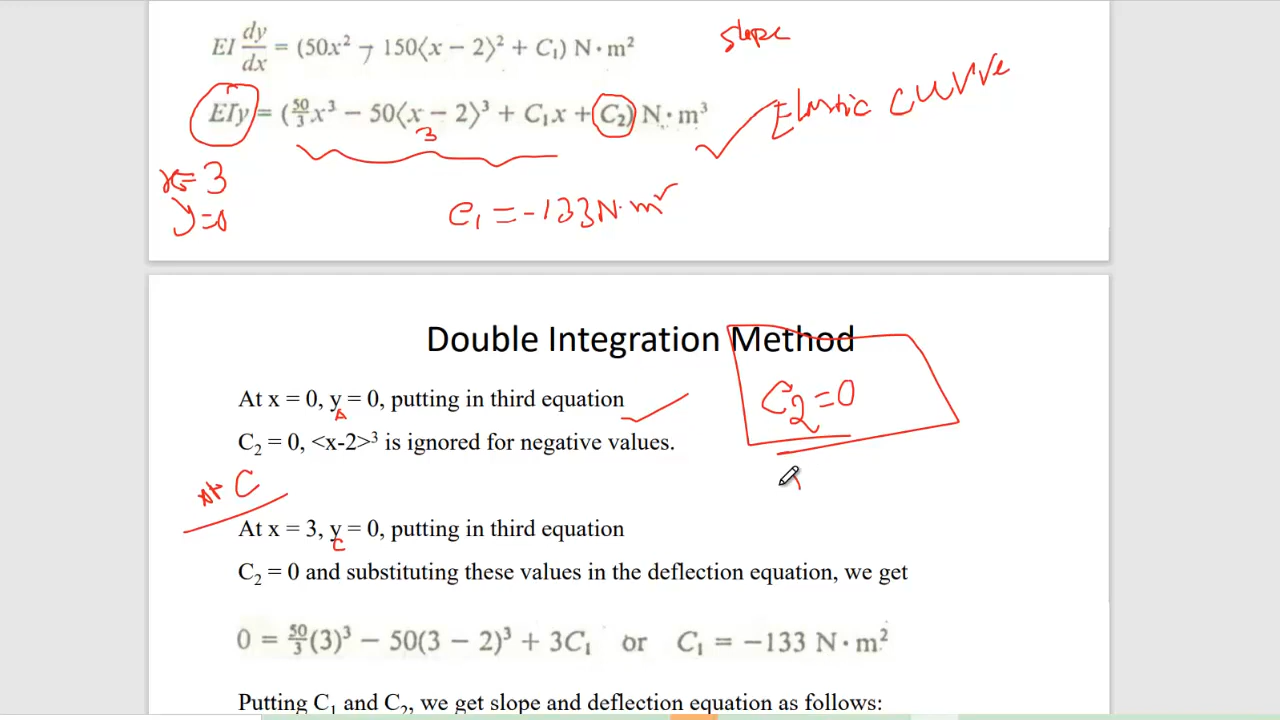 EI dy/dx = (50x² − 150⟨x − 2⟩² + C₁) N·m²
slope
EIy = (50/3 x³ − 50⟨x − 2⟩³ + C₁x + C₂) N·m³
Elastic curve
3
x = 3
y = 0
C₁ = -133 N·m²
Double Integration Method
At x = 0, y = 0, putting in third equation
A
C₂ = 0
C₂ = 0, <x-2>³ is ignored for negative values.
At C
At x = 3, y = 0, putting in third equation
C
C₂ = 0 and substituting these values in the deflection equation, we get
0 = 50/3 (3)³ − 50(3 − 2)³ + 3C₁ or C₁ = −133 N·m²
Putting C₁ and C₂, we get slope and deflection equation as follows: